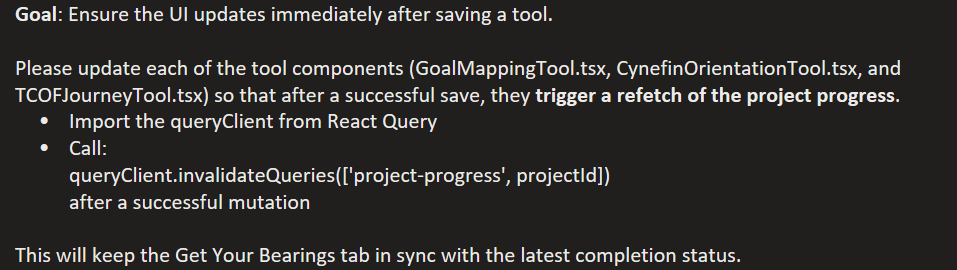 Goal: Ensure the UI updates immediately after saving a tool.
Please update each of the tool components (GoalMappingTool.tsx, CynefinOrientationTool.tsx, and
TCOFJourneyTool.tsx) so that after a successful save, they trigger a refetch of the project progress.
• Import the queryClient from React Query
• Call:
queryClient.invalidateQueries(['project-progress', projectId])
after a successful mutation
This will keep the Get Your Bearings tab in sync with the latest completion status.